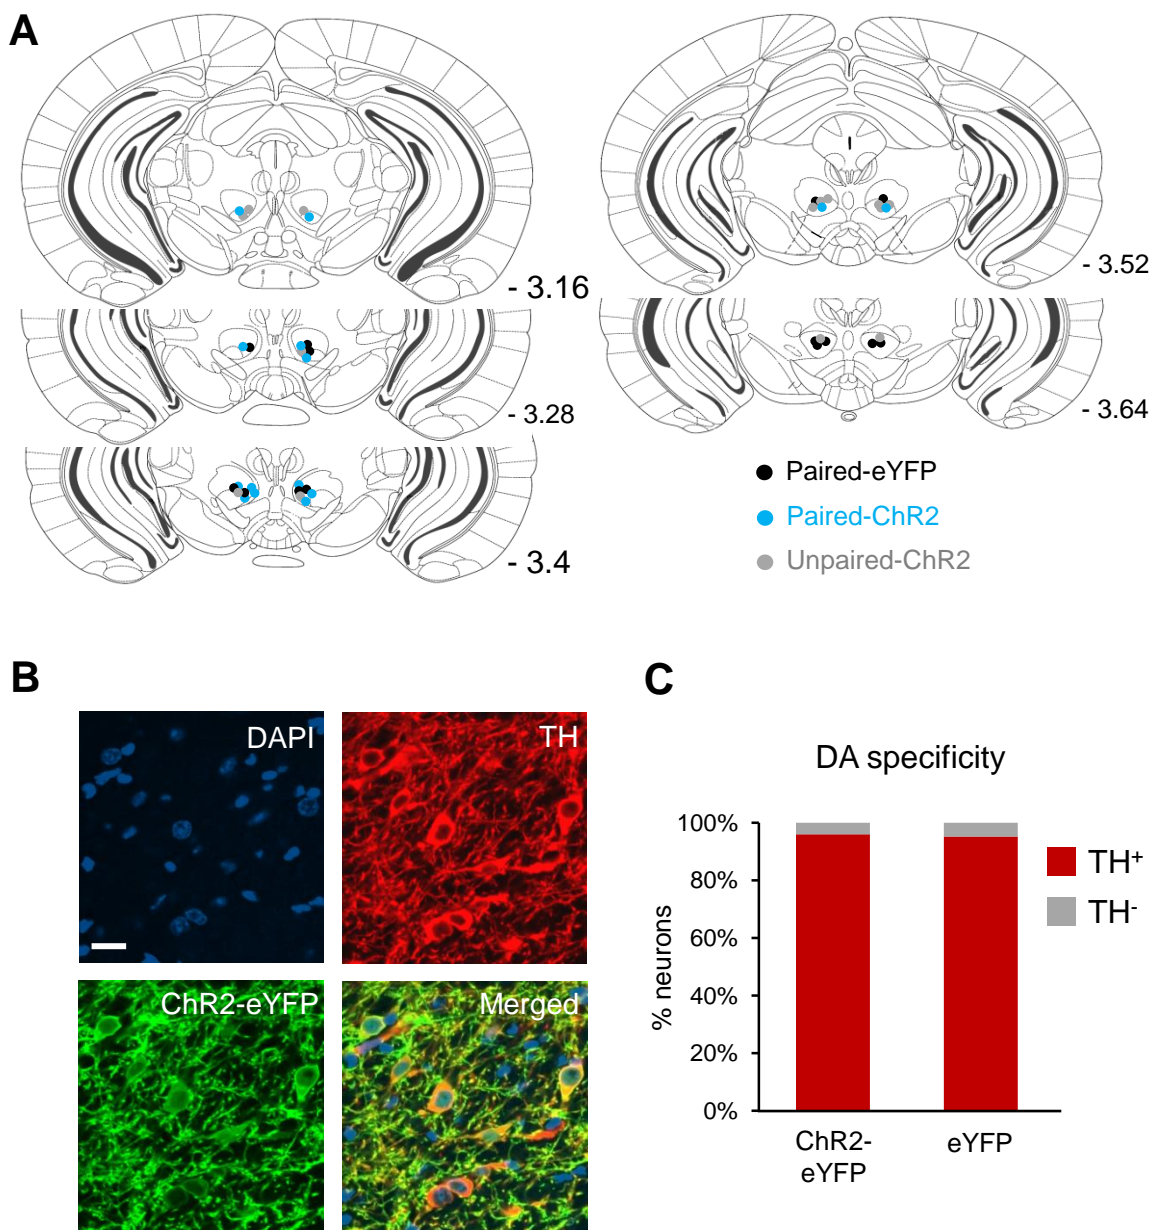 A
- 3.16
- 3.28
- 3.4
- 3.52
- 3.64
Paired-eYFP
Paired-ChR2
Unpaired-ChR2
B
DAPI
TH
ChR2-eYFP
Merged
C
DA specificity
100%
80%
60%
40%
20%
0%
% neurons
ChR2-
eYFP
eYFP
TH+
TH-